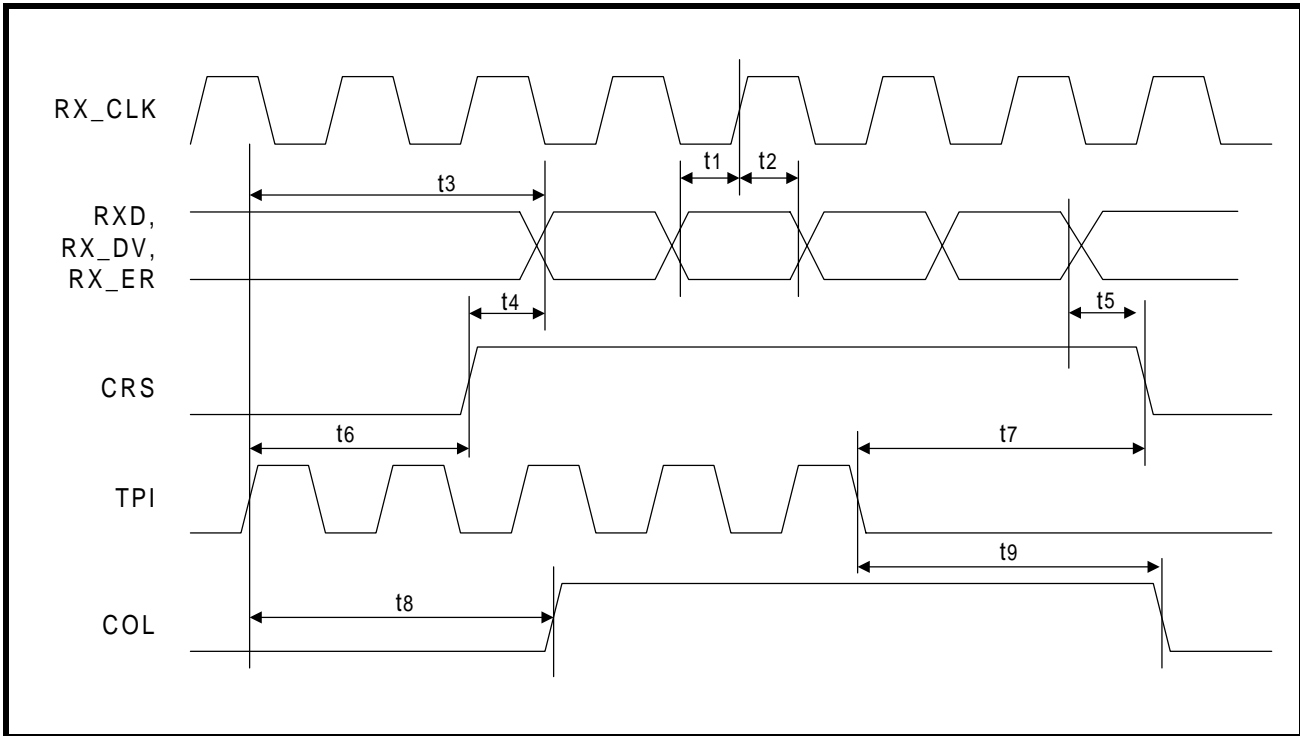 RX_CLK
t1
t2
t3
RXD,
RX_DV,
RX_ER
t4
t5
CRS
t6
t7
TPI
t9
t8
COL